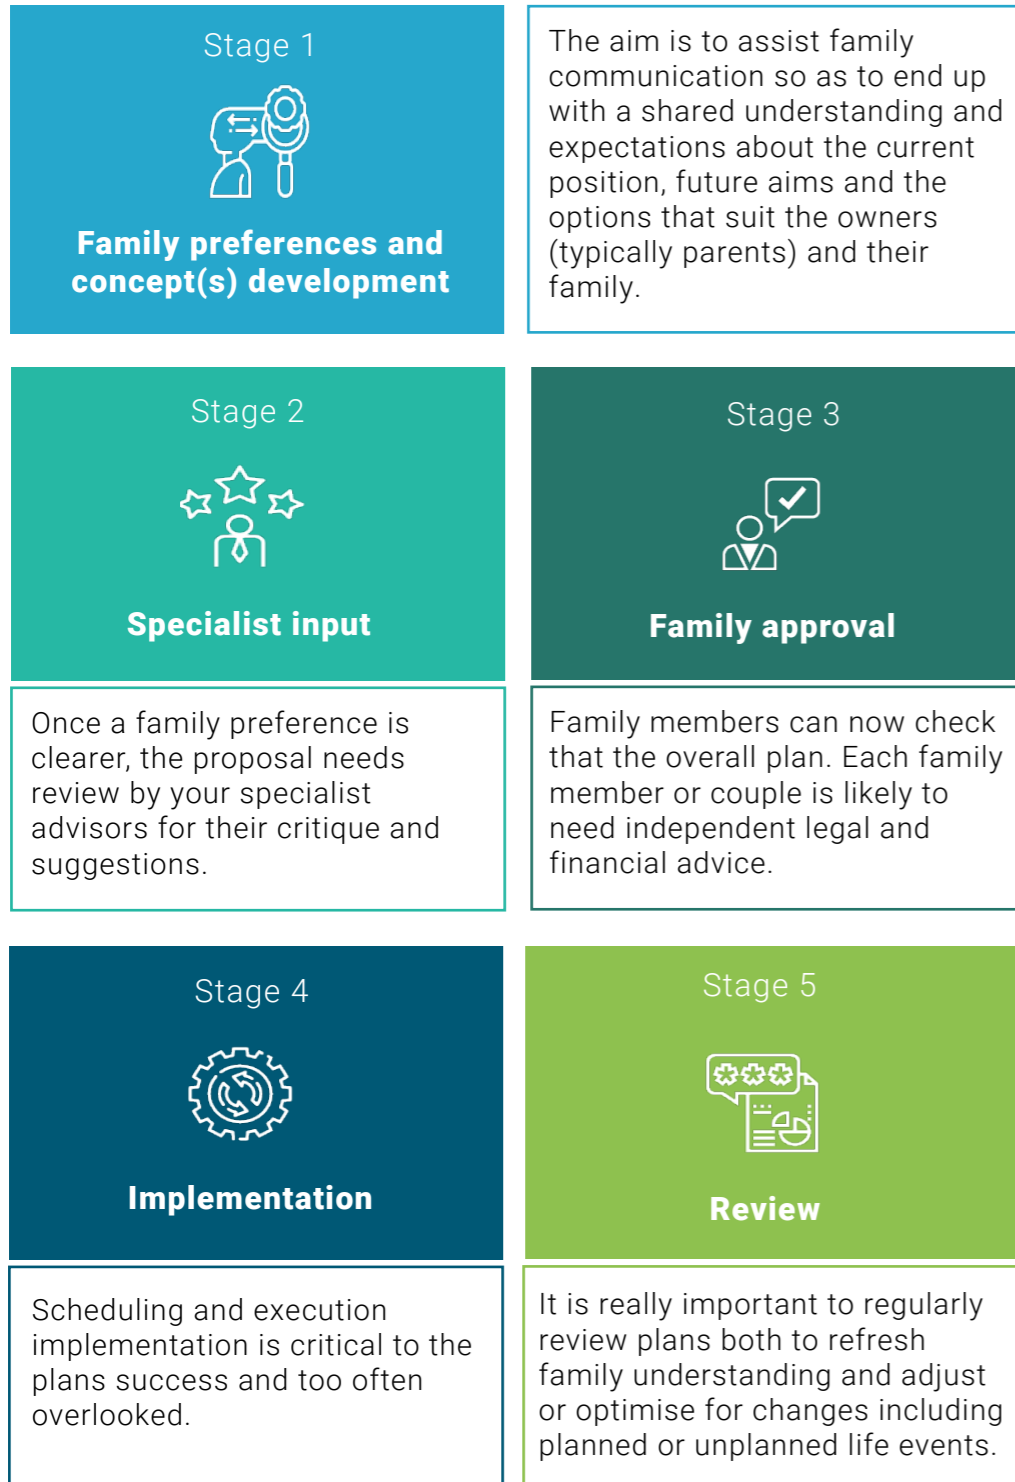 Stage 1
Family preferences and
concept(s) development
The aim is to assist family
communication so as to end up
with a shared understanding and
expectations about the current
position, future aims and the
options that suit the owners
(typically parents) and their
family.
Stage 2
Specialist input
Once a family preference is
clearer, the proposal needs
review by your specialist
advisors for their critique and
suggestions.
Stage 3
Family approval
Family members can now check
that the overall plan. Each family
member or couple is likely to
need independent legal and
financial advice.
Stage 4
Implementation
Scheduling and execution
implementation is critical to the
plans success and too often
overlooked.
Stage 5
Review
It is really important to regularly
review plans both to refresh
family understanding and adjust
or optimise for changes including
planned or unplanned life events.